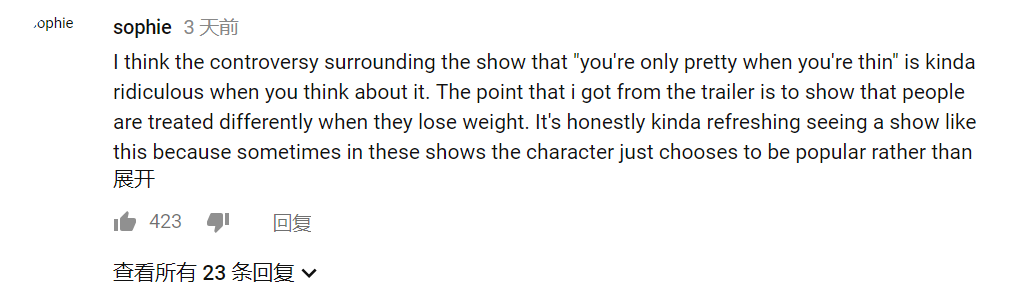 .ophie
sophie 3 天前
I think the controversy surrounding the show that "you're only pretty when you're thin" is kinda
ridiculous when you think about it. The point that i got from the trailer is to show that people
are treated differently when they lose weight. It's honestly kinda refreshing seeing a show like
this because sometimes in these shows the character just chooses to be popular rather than
展开
423 回复
查看所有 23 条回复